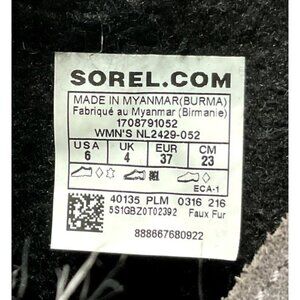 SOREL.COM
MADE IN MYANMAR(BURMA)
Fabriqué au Myanmar (Birmanie)
1708791052
WMN'S NL2429-052
USA UK EUR CM
6 4 37 23
ECA-1
40135 PLM 0316 216
5S1GBZ0T02392 Faux Fur
888667680922